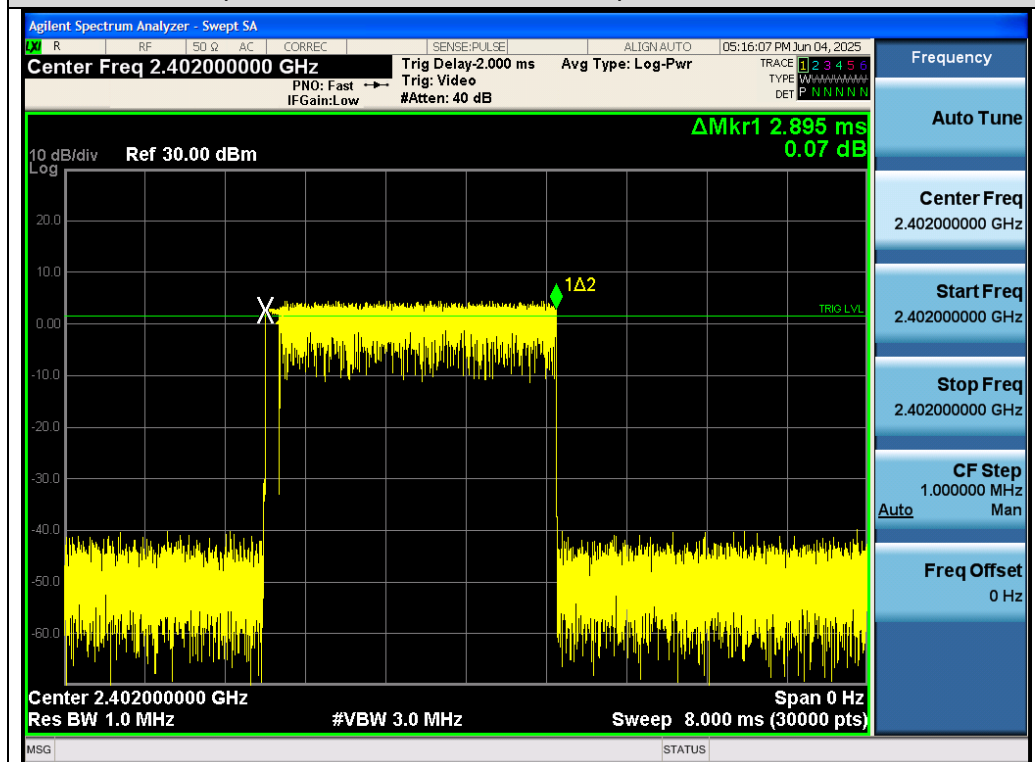 Agilent Spectrum Analyzer - Swept SA
LXI R RF 50 Ω AC CORREC SENSE:PULSE ALIGN AUTO 05:16:07 PM Jun 04, 2025
Center Freq 2.402000000 GHz
PNO: Fast
IFGain:Low
Trig Delay-2.000 ms
Trig: Video
#Atten: 40 dB
Avg Type: Log-Pwr
TRACE 1 2 3 4 5 6
TYPE WWWWWWW
DET P N N N N N
Frequency
Auto Tune
Center Freq
2.402000000 GHz
Start Freq
2.402000000 GHz
Stop Freq
2.402000000 GHz
CF Step
1.000000 MHz
Auto Man
Freq Offset
0 Hz
ΔMkr1 2.895 ms
0.07 dB
10 dB/div Ref 30.00 dBm
Log
20.0
10.0
0.00
-10.0
-20.0
-30.0
-40.0
-50.0
-60.0
X
1Δ2
TRIG LVL
Center 2.402000000 GHz Span 0 Hz
Res BW 1.0 MHz #VBW 3.0 MHz Sweep 8.000 ms (30000 pts)
MSG STATUS